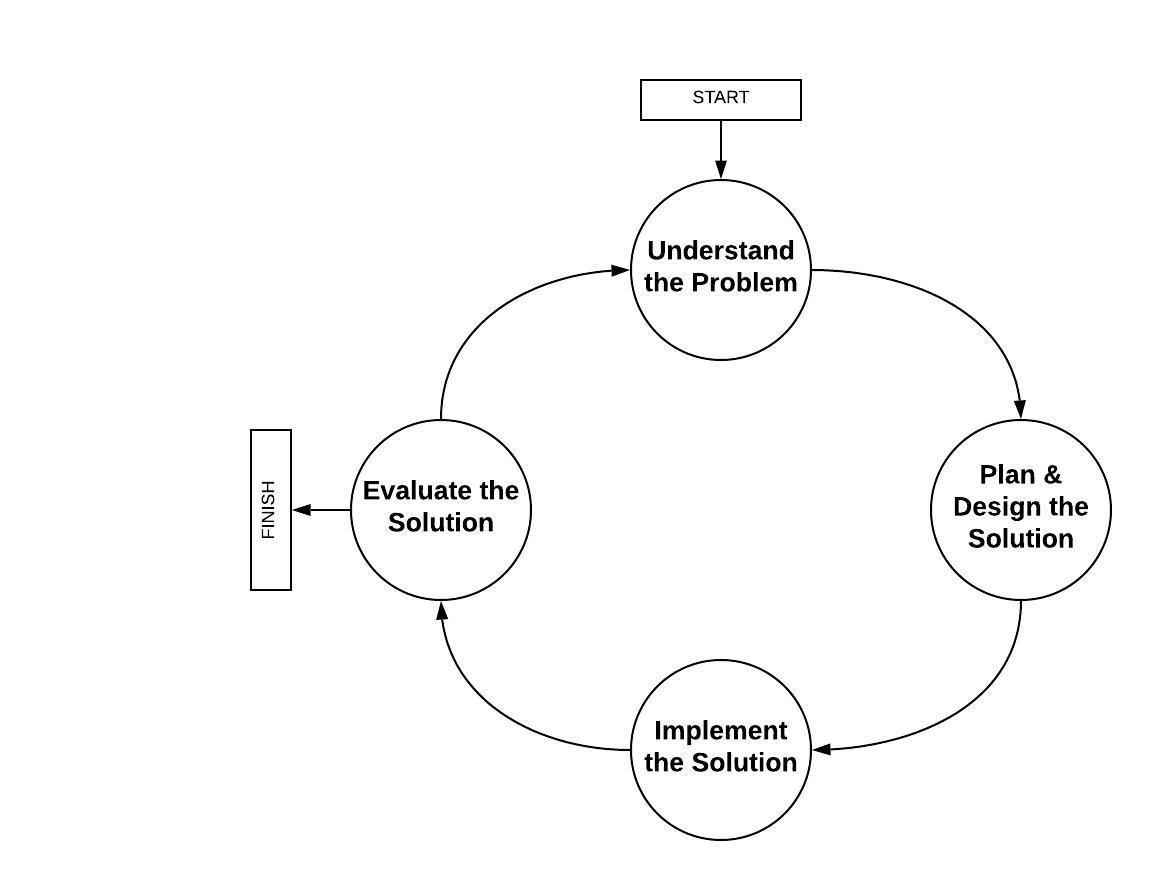 START
Understand
the Problem
Plan &
Design the
Solution
Implement
the Solution
Evaluate the
Solution
FINISH